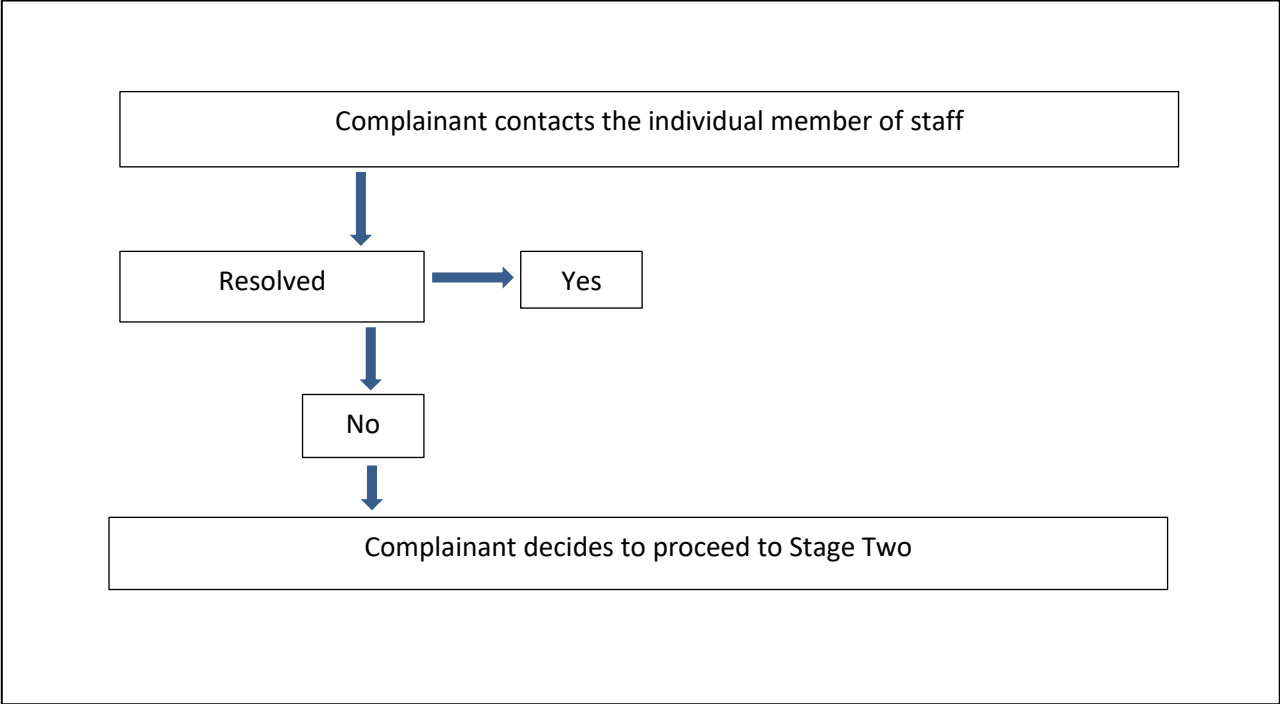 Complainant contacts the individual member of staff
Resolved
Yes
No
Complainant decides to proceed to Stage Two